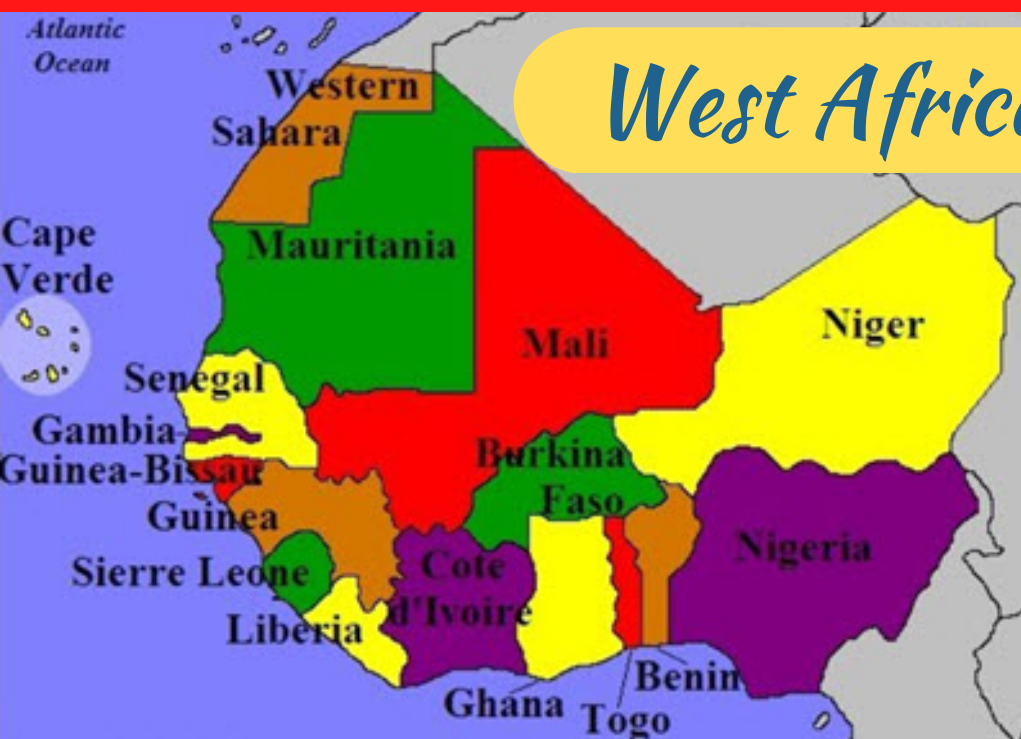 Atlantic
Ocean
West Africa
Western
Sahara
Cape
Verde
Mauritania
Mali
Niger
Senegal
Gambia
Guinea-Bissau
Burkina
Faso
Guinea
Nigeria
Sierre Leone
Cote
d'Ivoire
Liberia
Benin
Ghana
Togo